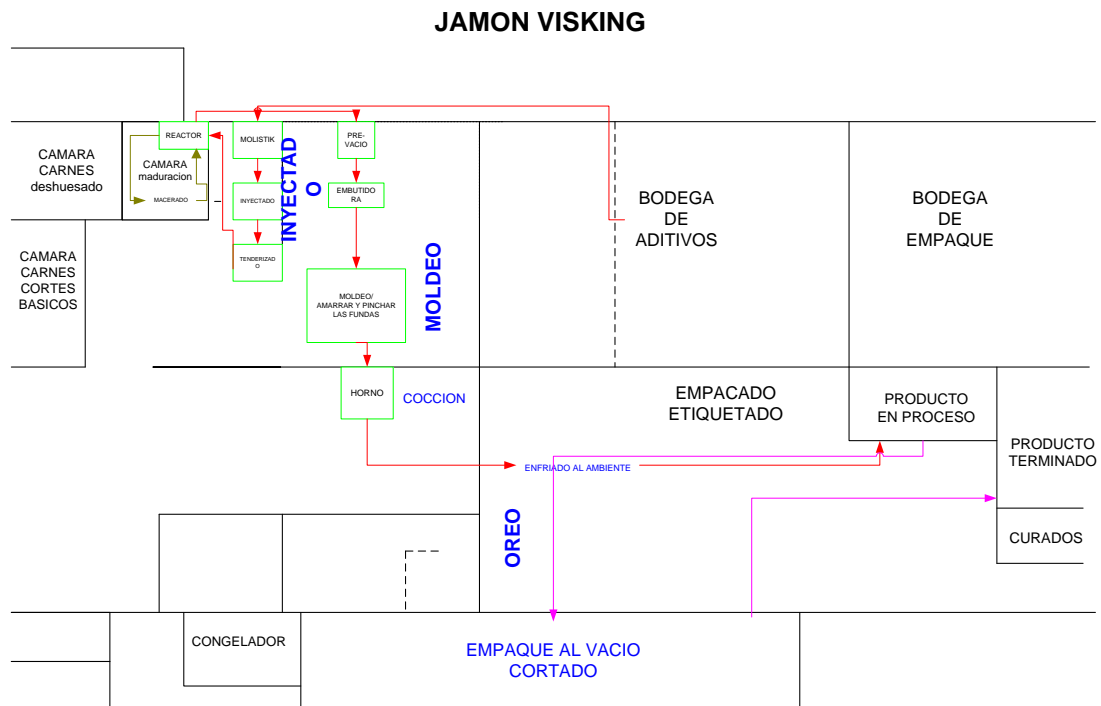 JAMON VISKING
REACTOR
MOLISTIK
PRE-
VACIO
CAMARA
CARNES
deshuesado
CAMARA
maduracion
MACERADO
INYECTADO
EMBUTIDO
RA
TENDERIZAD
O
INYECTAD
O
BODEGA
DE
ADITIVOS
BODEGA
DE
EMPAQUE
CAMARA
CARNES
CORTES
BASICOS
MOLDEO/
AMARRAR Y PINCHAR
LAS FUNDAS
MOLDEO
HORNO
COCCION
EMPACADO
ETIQUETADO
PRODUCTO
EN PROCESO
PRODUCTO
TERMINADO
ENFRIADO AL AMBIENTE
OREO
CURADOS
CONGELADOR
EMPAQUE AL VACIO
CORTADO